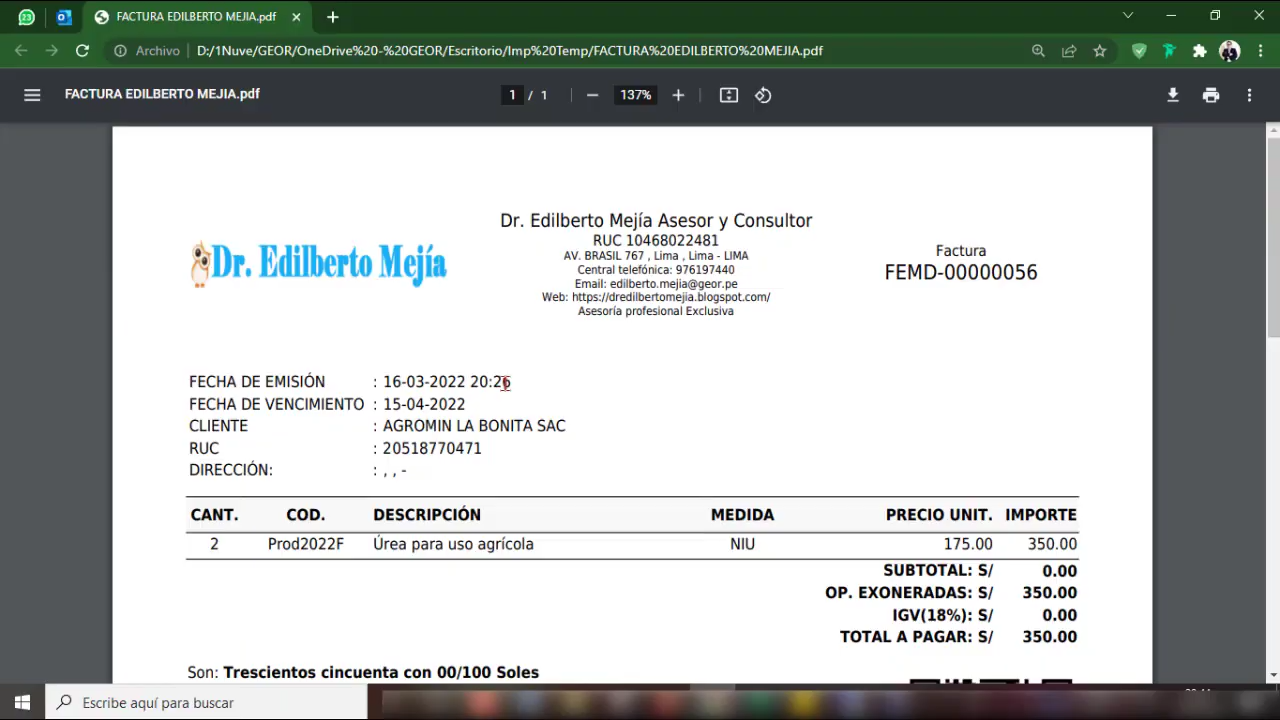 23
FACTURA EDILBERTO MEJIA.pdf
Archivo
D:/1Nuve/GEOR/OneDrive%20-%20GEOR/Escritorio/Imp%20Temp/FACTURA%20EDILBERTO%20MEJIA.pdf
FACTURA EDILBERTO MEJIA.pdf
1 / 1
137%
Dr. Edilberto Mejía
Dr. Edilberto Mejía Asesor y Consultor
RUC 10468022481
AV. BRASIL 767 , Lima , Lima - LIMA
Central telefónica: 976197440
Email: edilberto.mejia@geor.pe
Web: https://dredilbertomejia.blogspot.com/
Asesoría profesional Exclusiva
Factura
FEMD-00000056
FECHA DE EMISIÓN : 16-03-2022 20:26
FECHA DE VENCIMIENTO : 15-04-2022
CLIENTE : AGROMIN LA BONITA SAC
RUC : 20518770471
DIRECCIÓN: : , , -
CANT. COD. DESCRIPCIÓN MEDIDA PRECIO UNIT. IMPORTE
2 Prod2022F Úrea para uso agrícola NIU 175.00 350.00
SUBTOTAL: S/ 0.00
OP. EXONERADAS: S/ 350.00
IGV(18%): S/ 0.00
TOTAL A PAGAR: S/ 350.00
Son: Trescientos cincuenta con 00/100 Soles
Escribe aquí para buscar